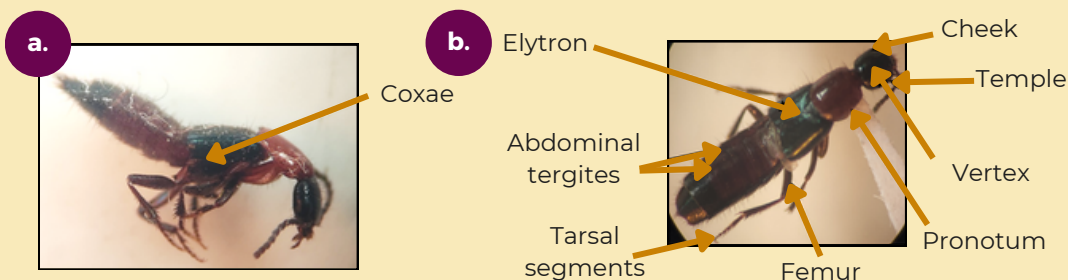 a.
Coxae
b.
Elytron
Cheek
Temple
Abdominal
tergites
Vertex
Tarsal
segments
Pronotum
Femur